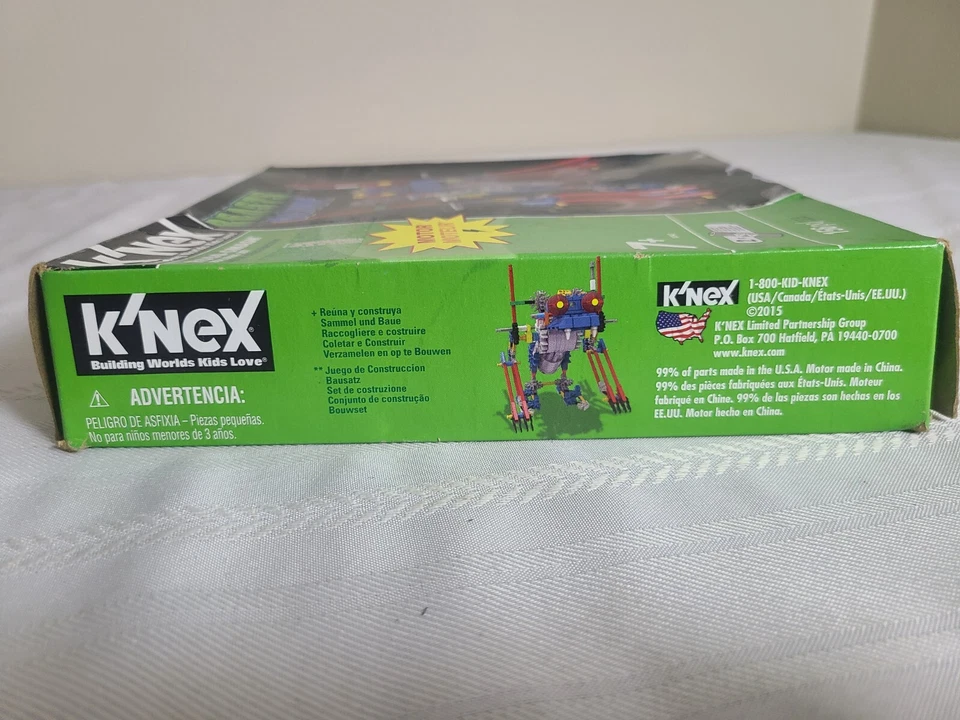 K'NEX
MOTOR
7+
K'NEX®
Building Worlds Kids Love®
ADVERTENCIA:
PELIGRO DE ASFIXIA – Piezas pequeñas.
No para niños menores de 3 años.
+ Reúna y construya
Sammel und Baue
Raccogliere e costruire
Coletar e Construir
Verzamelen en op te Bouwen
** Juego de Construccion
Bausatz
Set de costruzione
Conjunto de construção
Bouwset
K'NEX
1-800-KID-KNEX
(USA/Canada/États-Unis/EE.UU.)
©2015
K'NEX Limited Partnership Group
P.O. Box 700 Hatfield, PA 19440-0700
www.knex.com
99% of parts made in the U.S.A. Motor made in China.
99% des pièces fabriquées aux États-Unis. Moteur
fabriqué en Chine. 99% de las piezas son hechas en los
EE.UU. Motor hecho en China.